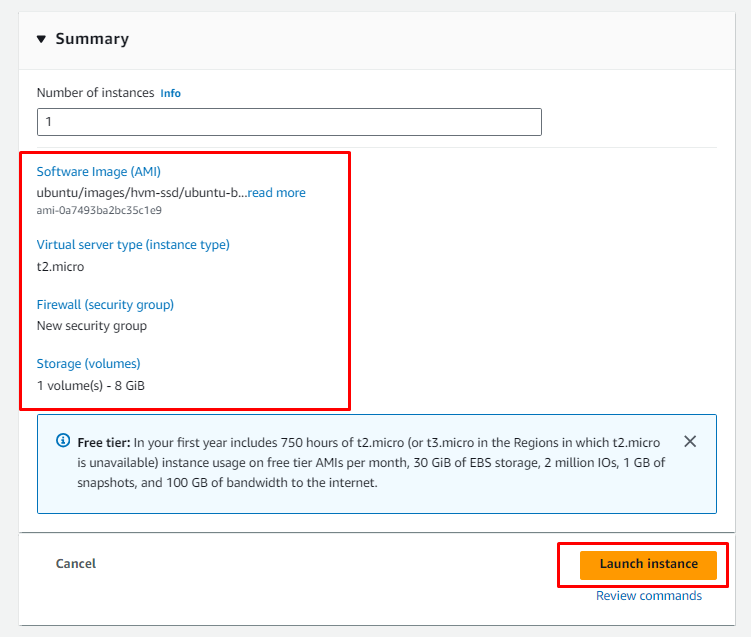 Summary
Number of instances Info
1
Software Image (AMI)
ubuntu/images/hvm-ssd/ubuntu-b...read more
ami-0a7493ba2bc35c1e9
Virtual server type (instance type)
t2.micro
Firewall (security group)
New security group
Storage (volumes)
1 volume(s) - 8 GiB
Free tier: In your first year includes 750 hours of t2.micro (or t3.micro in the Regions in which t2.micro
is unavailable) instance usage on free tier AMIs per month, 30 GiB of EBS storage, 2 million IOs, 1 GB of
snapshots, and 100 GB of bandwidth to the internet.
Cancel
Launch instance
Review commands